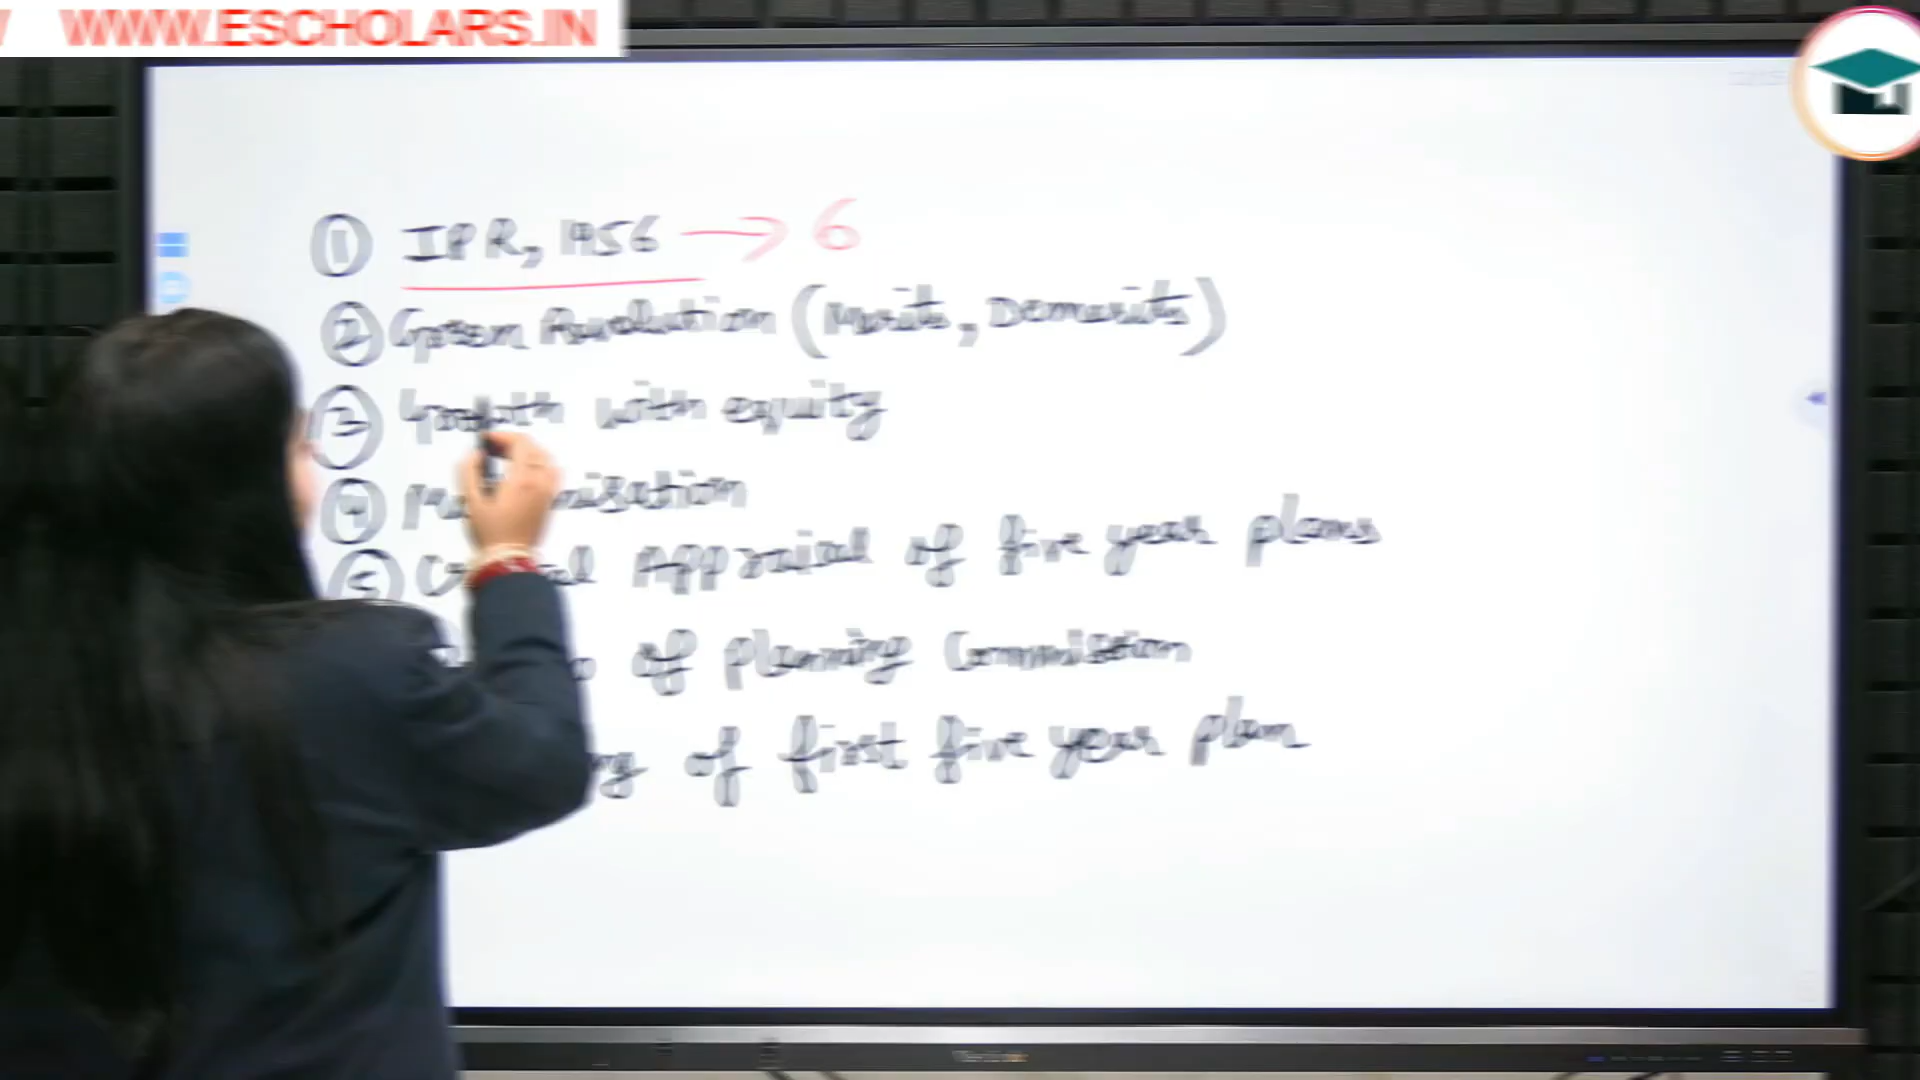 WWW.ESCHOLARS.IN
① IPR, 1956 → 6
② Green Revolution (Merits, Demerits)
③ Growth with equity
④
⑤ Appraisal of five year plans
of planning Commission
of first five year plan